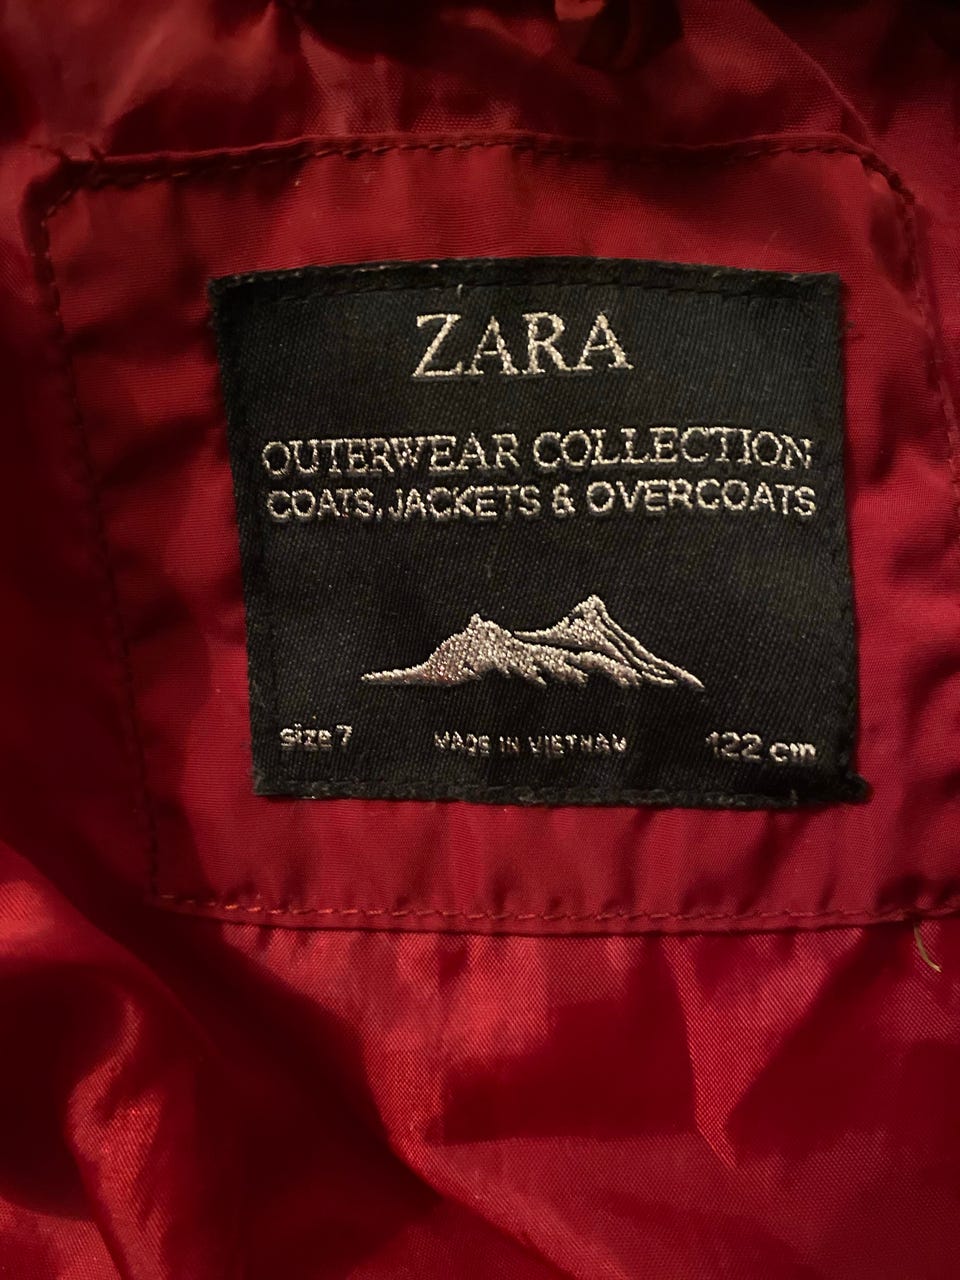 ZARA
OUTERWEAR COLLECTION
COATS, JACKETS & OVERCOATS
size 7
MADE IN VIETNAM
122 cm